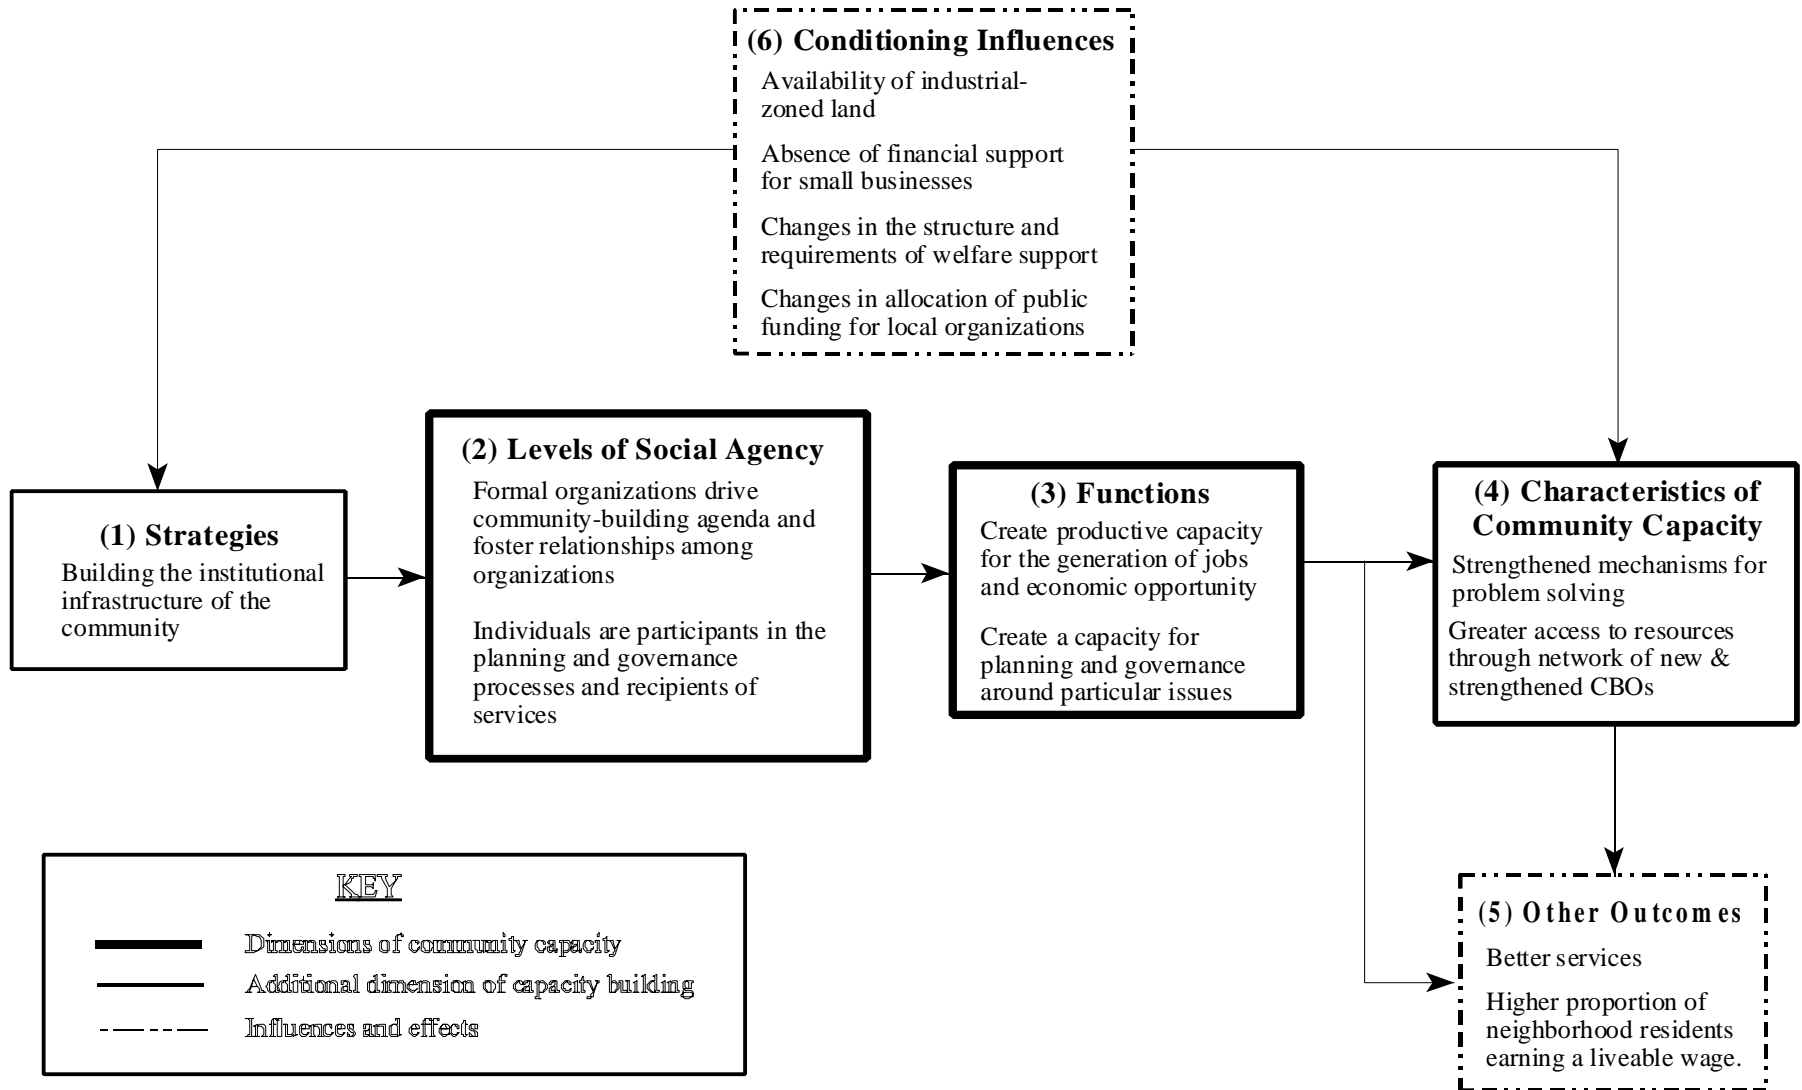 (6) Conditioning Influences
Availability of industrial-
zoned land
Absence of financial support
for small businesses
Changes in the structure and
requirements of welfare support
Changes in allocation of public
funding for local organizations
(1) Strategies
Building the institutional
infrastructure of the
community
(2) Levels of Social Agency
Formal organizations drive
community-building agenda and
foster relationships among
organizations
Individuals are participants in the
planning and governance
processes and recipients of
services
(3) Functions
Create productive capacity
for the generation of jobs
and economic opportunity
Create a capacity for
planning and governance
around particular issues
(4) Characteristics of
Community Capacity
Strengthened mechanisms for
problem solving
Greater access to resources
through network of new &
strengthened CBOs
(5) Other Outcomes
Better services
Higher proportion of
neighborhood residents
earning a liveable wage.
KEY
Dimensions of community capacity
Additional dimension of capacity building
Influences and effects